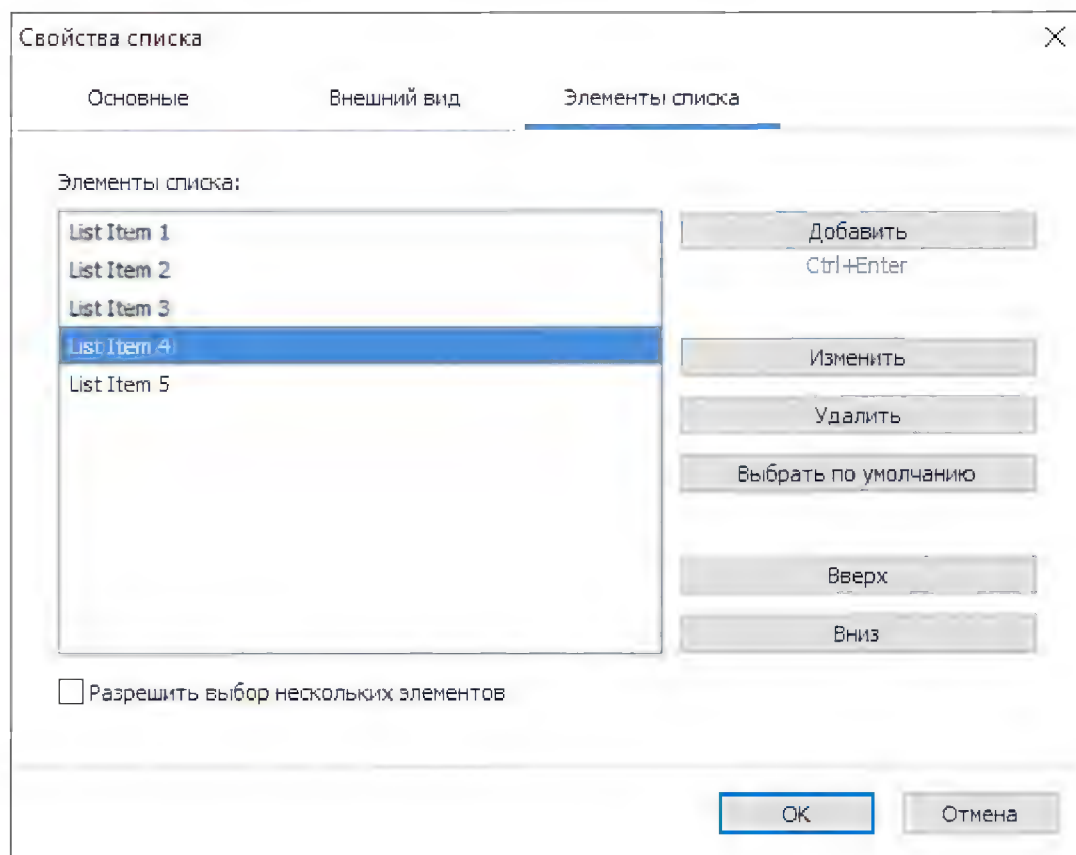 Свойства списка
Основные Внешний вид Элементы списка
Элементы списка:
List Item 1
List Item 2
List Item 3
List Item 4
List Item 5
Добавить
Ctrl+Enter
Изменить
Удалить
Выбрать по умолчанию
Вверх
Вниз
Разрешить выбор нескольких элементов
OK Отмена